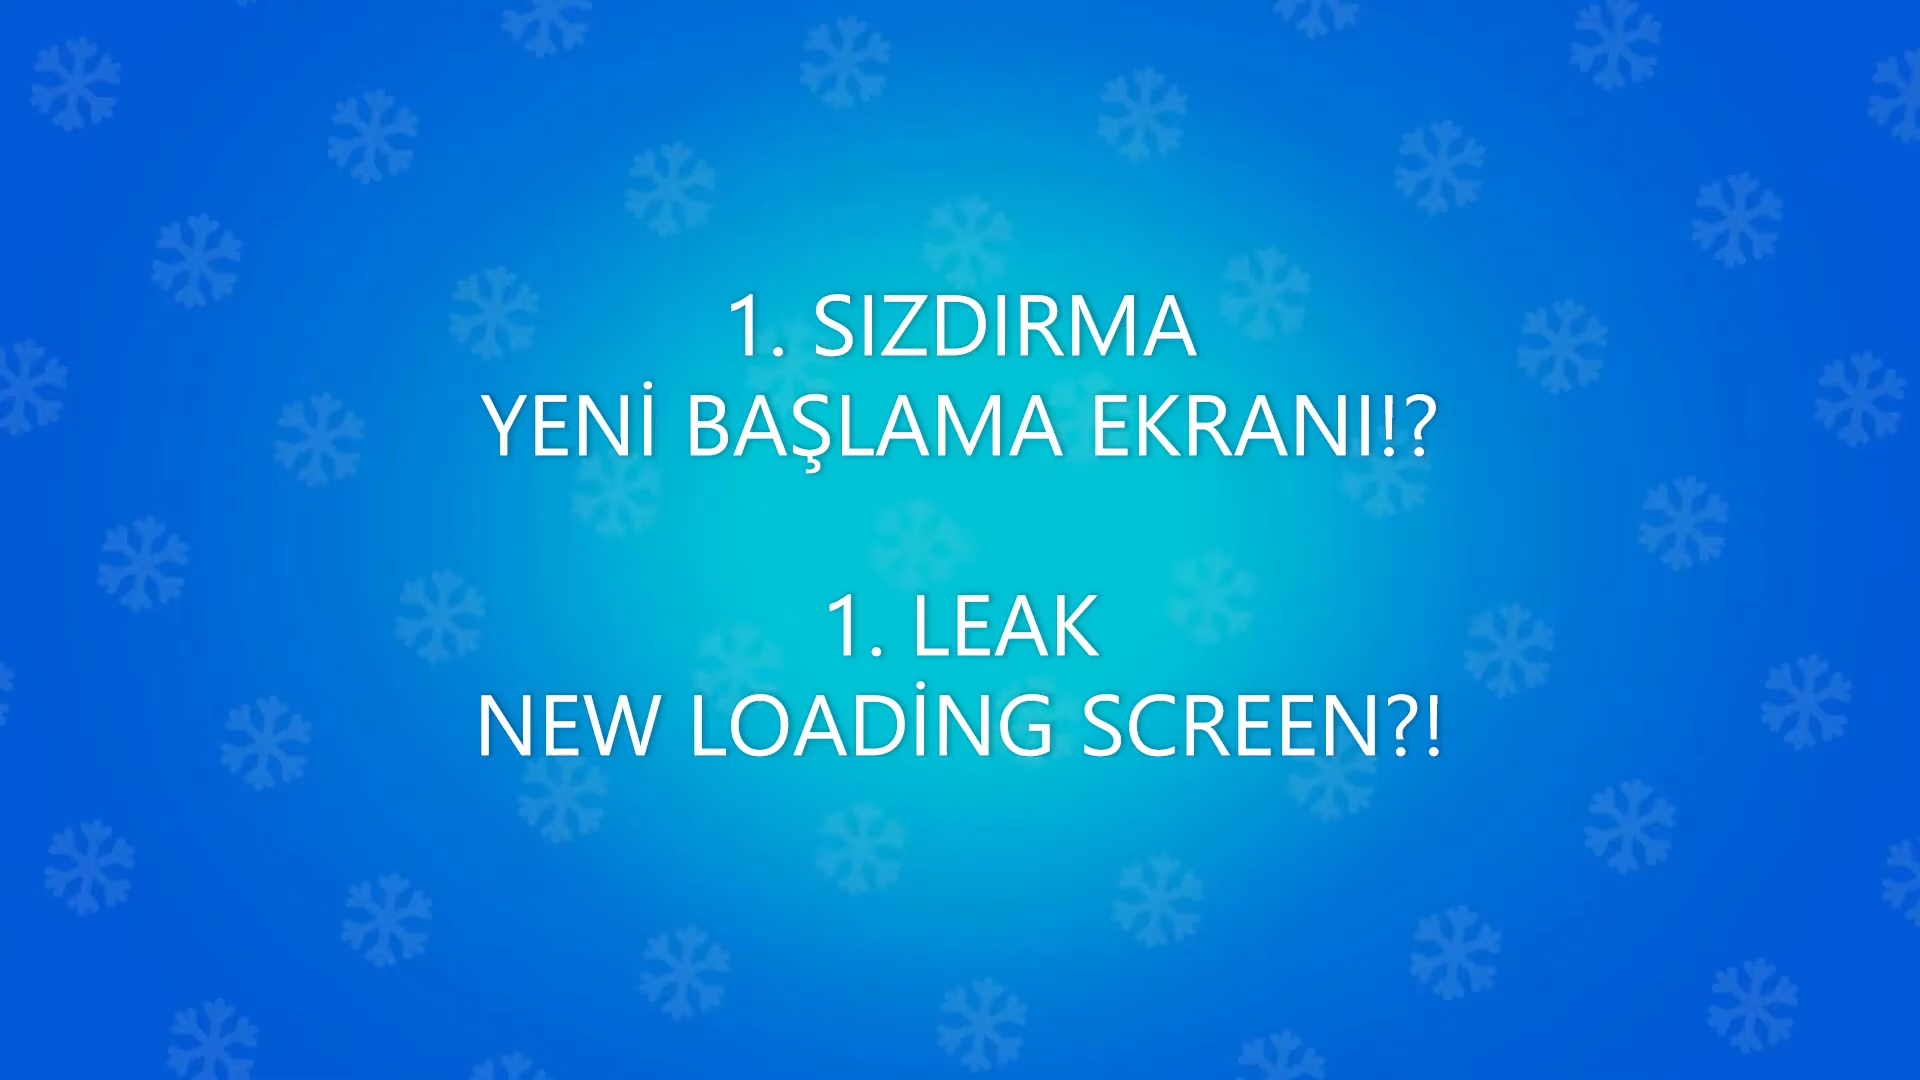 1. SIZDIRMA
YENİ BAŞLAMA EKRANI!?
1. LEAK
NEW LOADİNG SCREEN?!